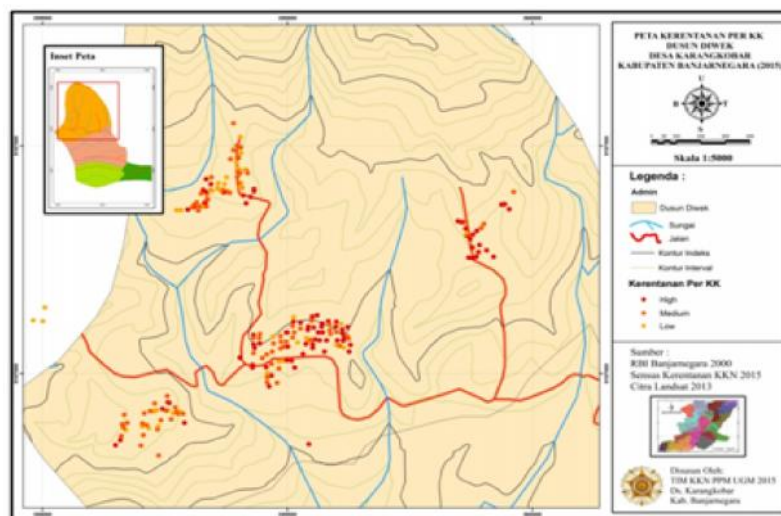 Inset Peta
PETA KERENTANAN PER KK
DUSUN DIWEK
DESA KARANGKOBAR
KABUPATEN BANJARNEGARA (2015)
U
B
T
S
Skala 1:5000
Legenda :
Admin
Dusun Diwek
Sungai
Jalan
Kontur Indeks
Kontur Interval
Kerentanan Per KK
High
Medium
Low
Sumber :
RBI Banjarnegara 2000
Sensus Kerentanan KKN 2015
Citra Landsat 2013
Disusun Oleh:
TIM KKN PPM UGM 2015
Ds. Karangkobar
Kab. Banjarnegara